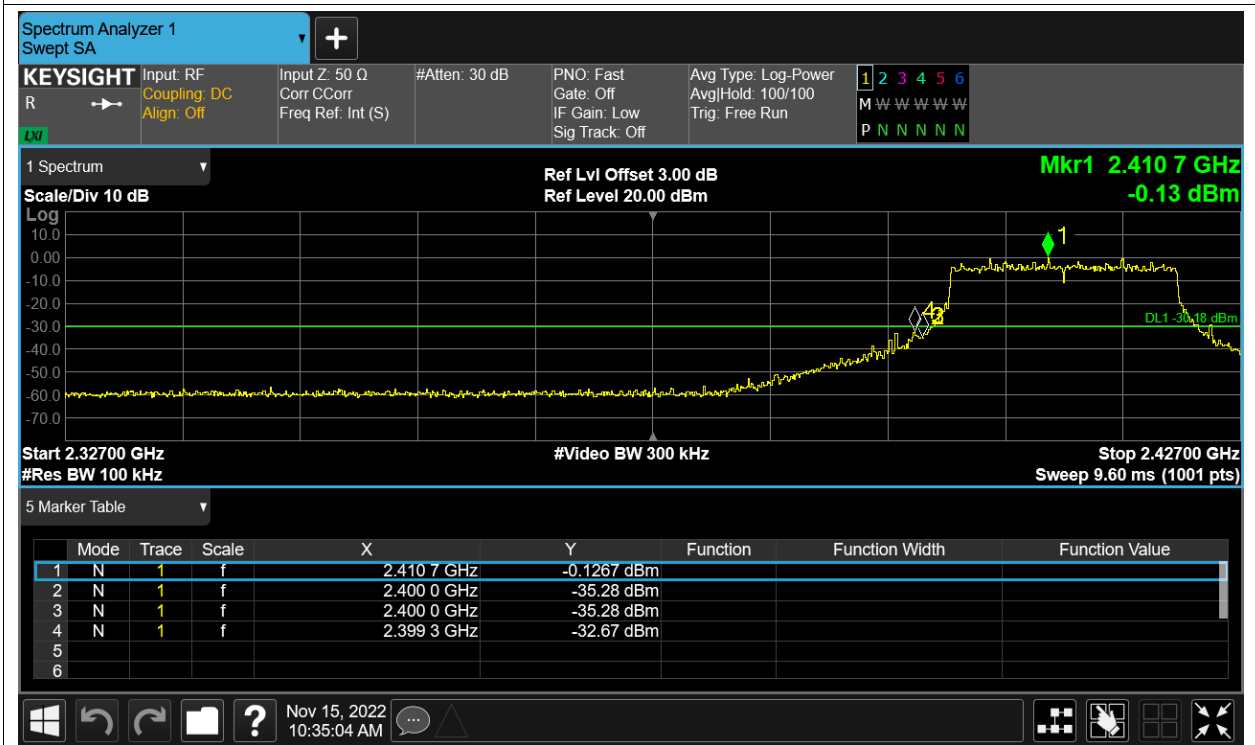 Spectrum Analyzer 1
Swept SA
KEYSIGHT Input: RF Input Z: 50 Ω #Atten: 30 dB PNO: Fast Avg Type: Log-Power 1 2 3 4 5 6
R Coupling: DC Corr CCorr Gate: Off Avg|Hold: 100/100 M W W W W W
Align: Off Freq Ref: Int (S) IF Gain: Low Trig: Free Run
LXI Sig Track: Off P N N N N N
1 Spectrum Ref Lvl Offset 3.00 dB Mkr1 2.410 7 GHz
Scale/Div 10 dB Ref Level 20.00 dBm -0.13 dBm
Log
10.0 1
0.00
-10.0
-20.0
-30.0 DL1 -30.18 dBm
-40.0
-50.0
-60.0
-70.0
Start 2.32700 GHz #Video BW 300 kHz Stop 2.42700 GHz
#Res BW 100 kHz Sweep 9.60 ms (1001 pts)
5 Marker Table
Mode Trace Scale X Y Function Function Width Function Value
1 N 1 f 2.410 7 GHz -0.1267 dBm
2 N 1 f 2.400 0 GHz -35.28 dBm
3 N 1 f 2.400 0 GHz -35.28 dBm
4 N 1 f 2.399 3 GHz -32.67 dBm
5
6
? Nov 15, 2022
10:35:04 AM